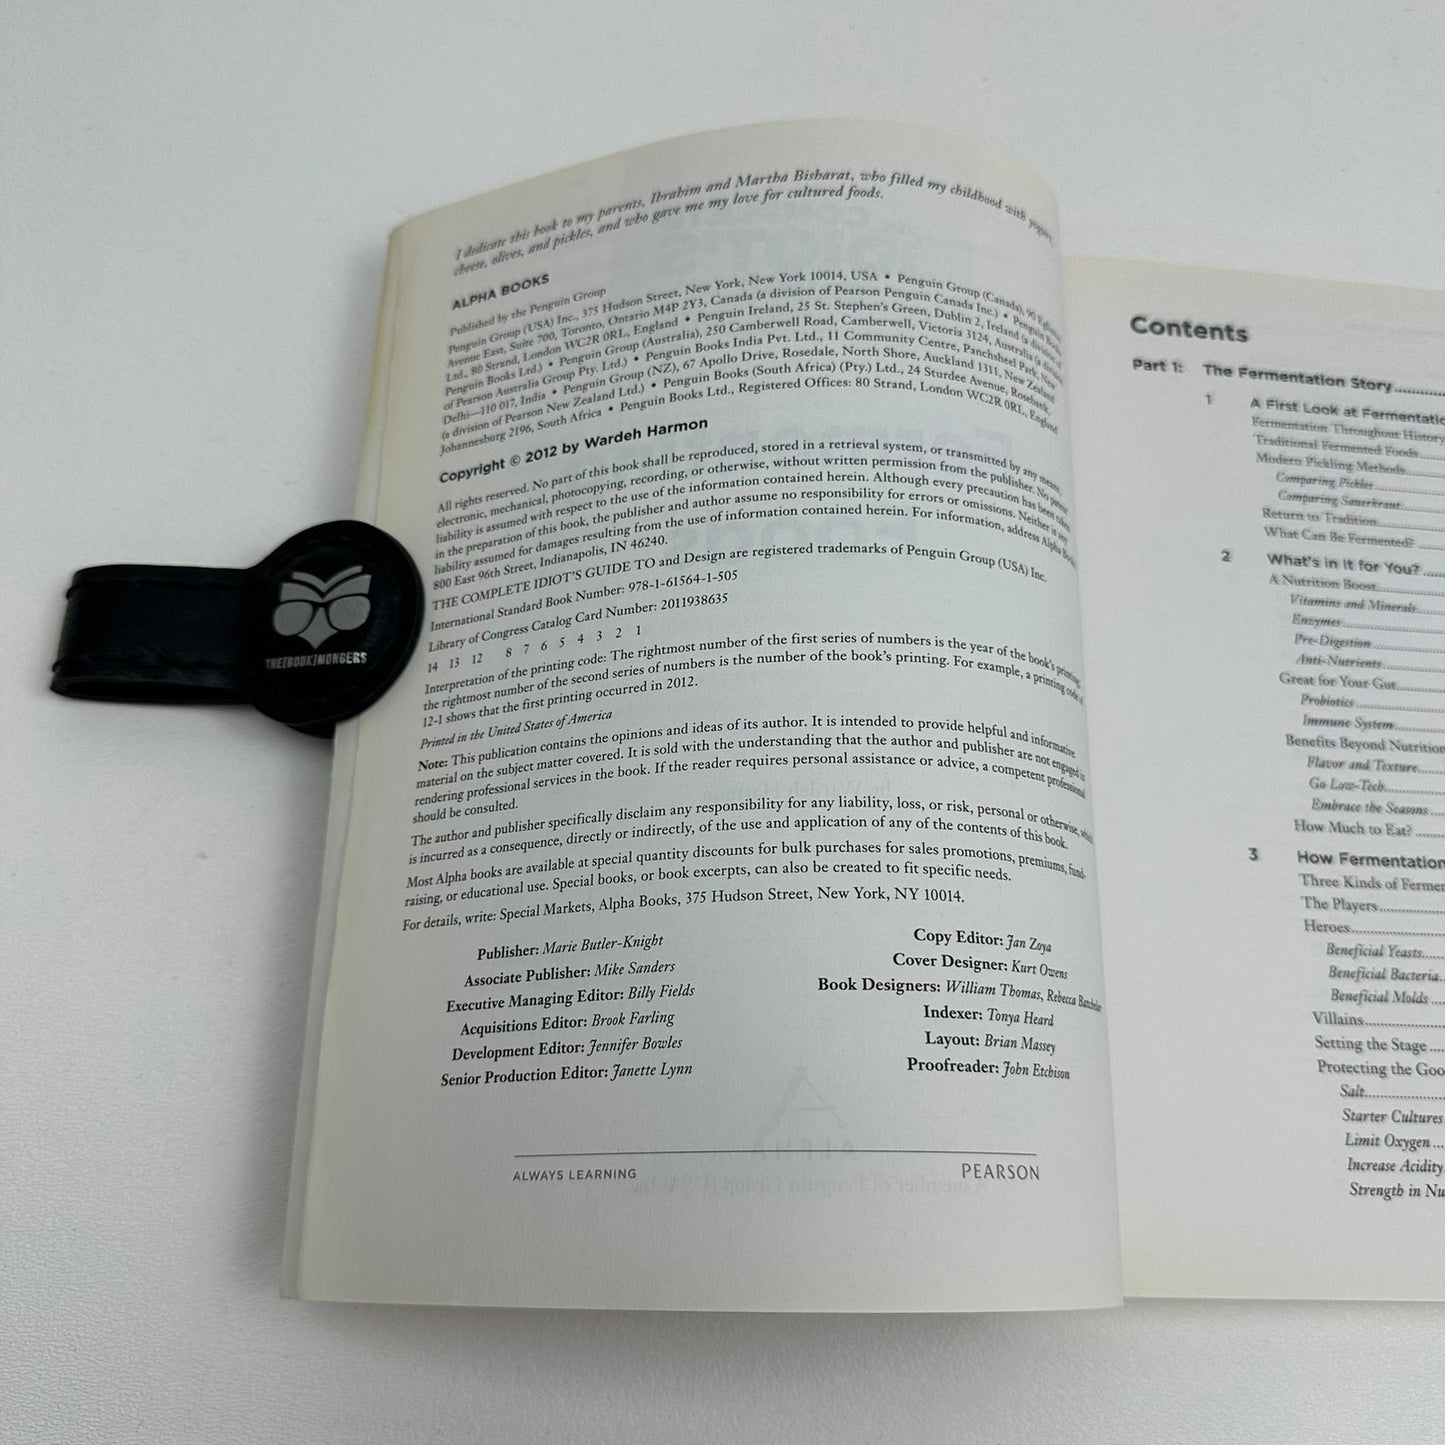 I dedicate this book to my parents, Ibrahim and Martha Bisharat, who filled my childhood with yogurt,
cheese, olives, and pickles, and who gave me my love for cultured foods.
ALPHA BOOKS
Published by the Penguin Group
Penguin Group (USA) Inc., 375 Hudson Street, New York, New York 10014, USA • Penguin Group (Canada), 90 Eglinton
Avenue East, Suite 700, Toronto, Ontario M4P 2Y3, Canada (a division of Pearson Penguin Canada Inc.) • Penguin Books
Ltd., 80 Strand, London WC2R 0RL, England • Penguin Ireland, 25 St. Stephen's Green, Dublin 2, Ireland (a division of
Penguin Books Ltd.) • Penguin Group (Australia), 250 Camberwell Road, Camberwell, Victoria 3124, Australia (a division
of Pearson Australia Group Pty. Ltd.) • Penguin Books India Pvt. Ltd., 11 Community Centre, Panchsheel Park, New
Delhi—110 017, India • Penguin Group (NZ), 67 Apollo Drive, Rosedale, North Shore, Auckland 1311, New Zealand
(a division of Pearson New Zealand Ltd.) • Penguin Books (South Africa) (Pty.) Ltd., 24 Sturdee Avenue, Rosebank,
Johannesburg 2196, South Africa • Penguin Books Ltd., Registered Offices: 80 Strand, London WC2R 0RL, England
Copyright © 2012 by Wardeh Harmon
All rights reserved. No part of this book shall be reproduced, stored in a retrieval system, or transmitted by any means,
electronic, mechanical, photocopying, recording, or otherwise, without written permission from the publisher. No patent
liability is assumed with respect to the use of the information contained herein. Although every precaution has been taken
in the preparation of this book, the publisher and author assume no responsibility for errors or omissions. Neither is any
liability assumed for damages resulting from the use of information contained herein. For information, address Alpha Books,
800 East 96th Street, Indianapolis, IN 46240.
THE COMPLETE IDIOT'S GUIDE TO and Design are registered trademarks of Penguin Group (USA) Inc.
International Standard Book Number: 978-1-61564-1-505
Library of Congress Catalog Card Number: 2011938635
14 13 12 8 7 6 5 4 3 2 1
Interpretation of the printing code: The rightmost number of the first series of numbers is the year of the book's printing;
the rightmost number of the second series of numbers is the number of the book's printing. For example, a printing code of
12-1 shows that the first printing occurred in 2012.
Printed in the United States of America
Note: This publication contains the opinions and ideas of its author. It is intended to provide helpful and informative
material on the subject matter covered. It is sold with the understanding that the author and publisher are not engaged in
rendering professional services in the book. If the reader requires personal assistance or advice, a competent professional
should be consulted.
The author and publisher specifically disclaim any responsibility for any liability, loss, or risk, personal or otherwise, which
is incurred as a consequence, directly or indirectly, of the use and application of any of the contents of this book.
Most Alpha books are available at special quantity discounts for bulk purchases for sales promotions, premiums, fund-
raising, or educational use. Special books, or book excerpts, can also be created to fit specific needs.
For details, write: Special Markets, Alpha Books, 375 Hudson Street, New York, NY 10014.
Publisher: Marie Butler-Knight
Associate Publisher: Mike Sanders
Executive Managing Editor: Billy Fields
Acquisitions Editor: Brook Farling
Development Editor: Jennifer Bowles
Senior Production Editor: Janette Lynn
Copy Editor: Jan Zoya
Cover Designer: Kurt Owens
Book Designers: William Thomas, Rebecca Batchelor
Indexer: Tonya Heard
Layout: Brian Massey
Proofreader: John Etchison
ALWAYS LEARNING
PEARSON
THE[BOOK]MONGERS
Contents
Part 1: The Fermentation Story
1 A First Look at Fermentatio
Fermentation Throughout History
Traditional Fermented Foods
Modern Pickling Methods
Comparing Pickles
Comparing Sauerkraut
Return to Tradition
What Can Be Fermented?
2 What's in It for You?
A Nutrition Boost
Vitamins and Minerals
Enzymes
Pre-Digestion
Anti-Nutrients
Great for Your Gut
Probiotics
Immune System
Benefits Beyond Nutrition
Flavor and Texture
Go Low-Tech
Embrace the Seasons
How Much to Eat?
3 How Fermentation
Three Kinds of Fermen
The Players
Heroes
Beneficial Yeasts
Beneficial Bacteria
Beneficial Molds
Villains
Setting the Stage
Protecting the Goo
Salt
Starter Cultures
Limit Oxygen
Increase Acidity
Strength in Nu